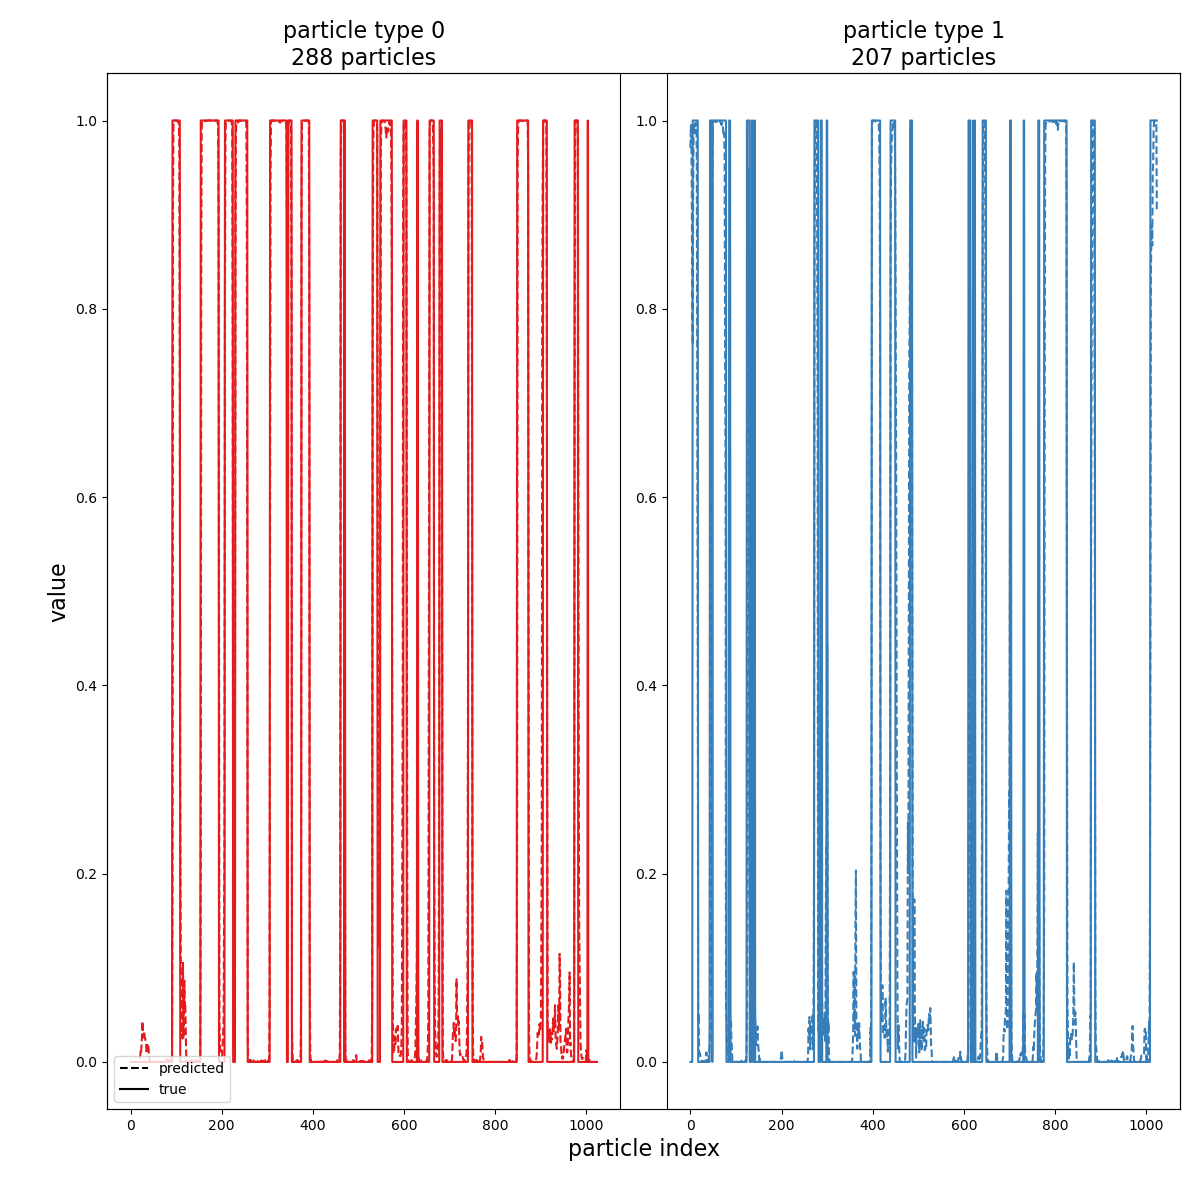 particle type 0
288 particles
particle type 1
207 particles
1.0
0.8
0.6
0.4
0.2
0.0
1.0
0.8
0.6
0.4
0.2
0.0
value
predicted
true
0 200 400 600 800 1000
0 200 400 600 800 1000
particle index